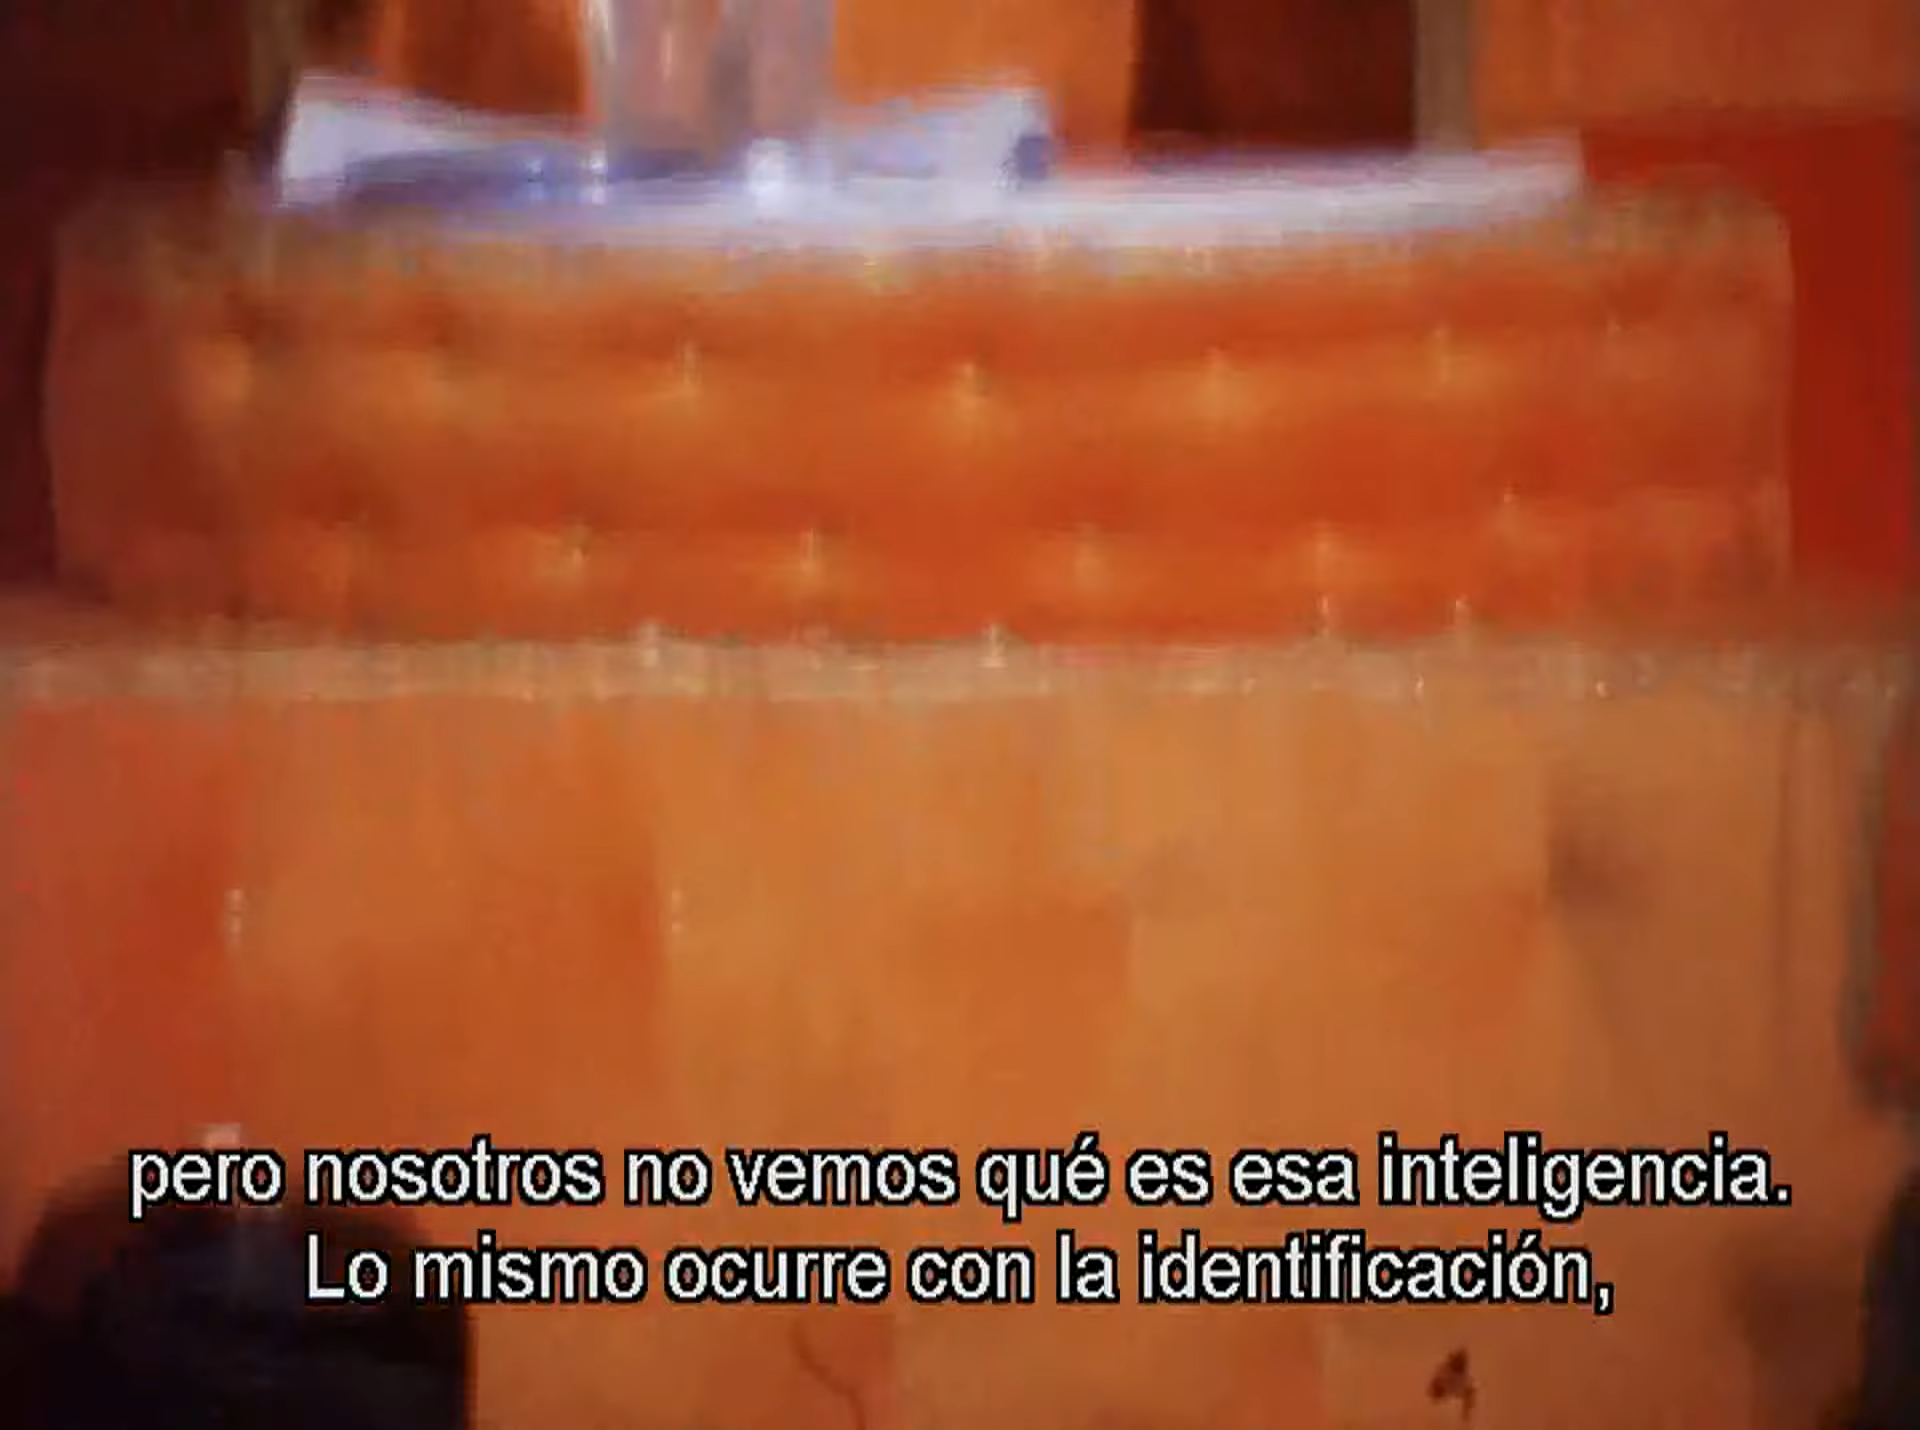 pero nosotros no vemos qué es esa inteligencia.
Lo mismo ocurre con la identificación,